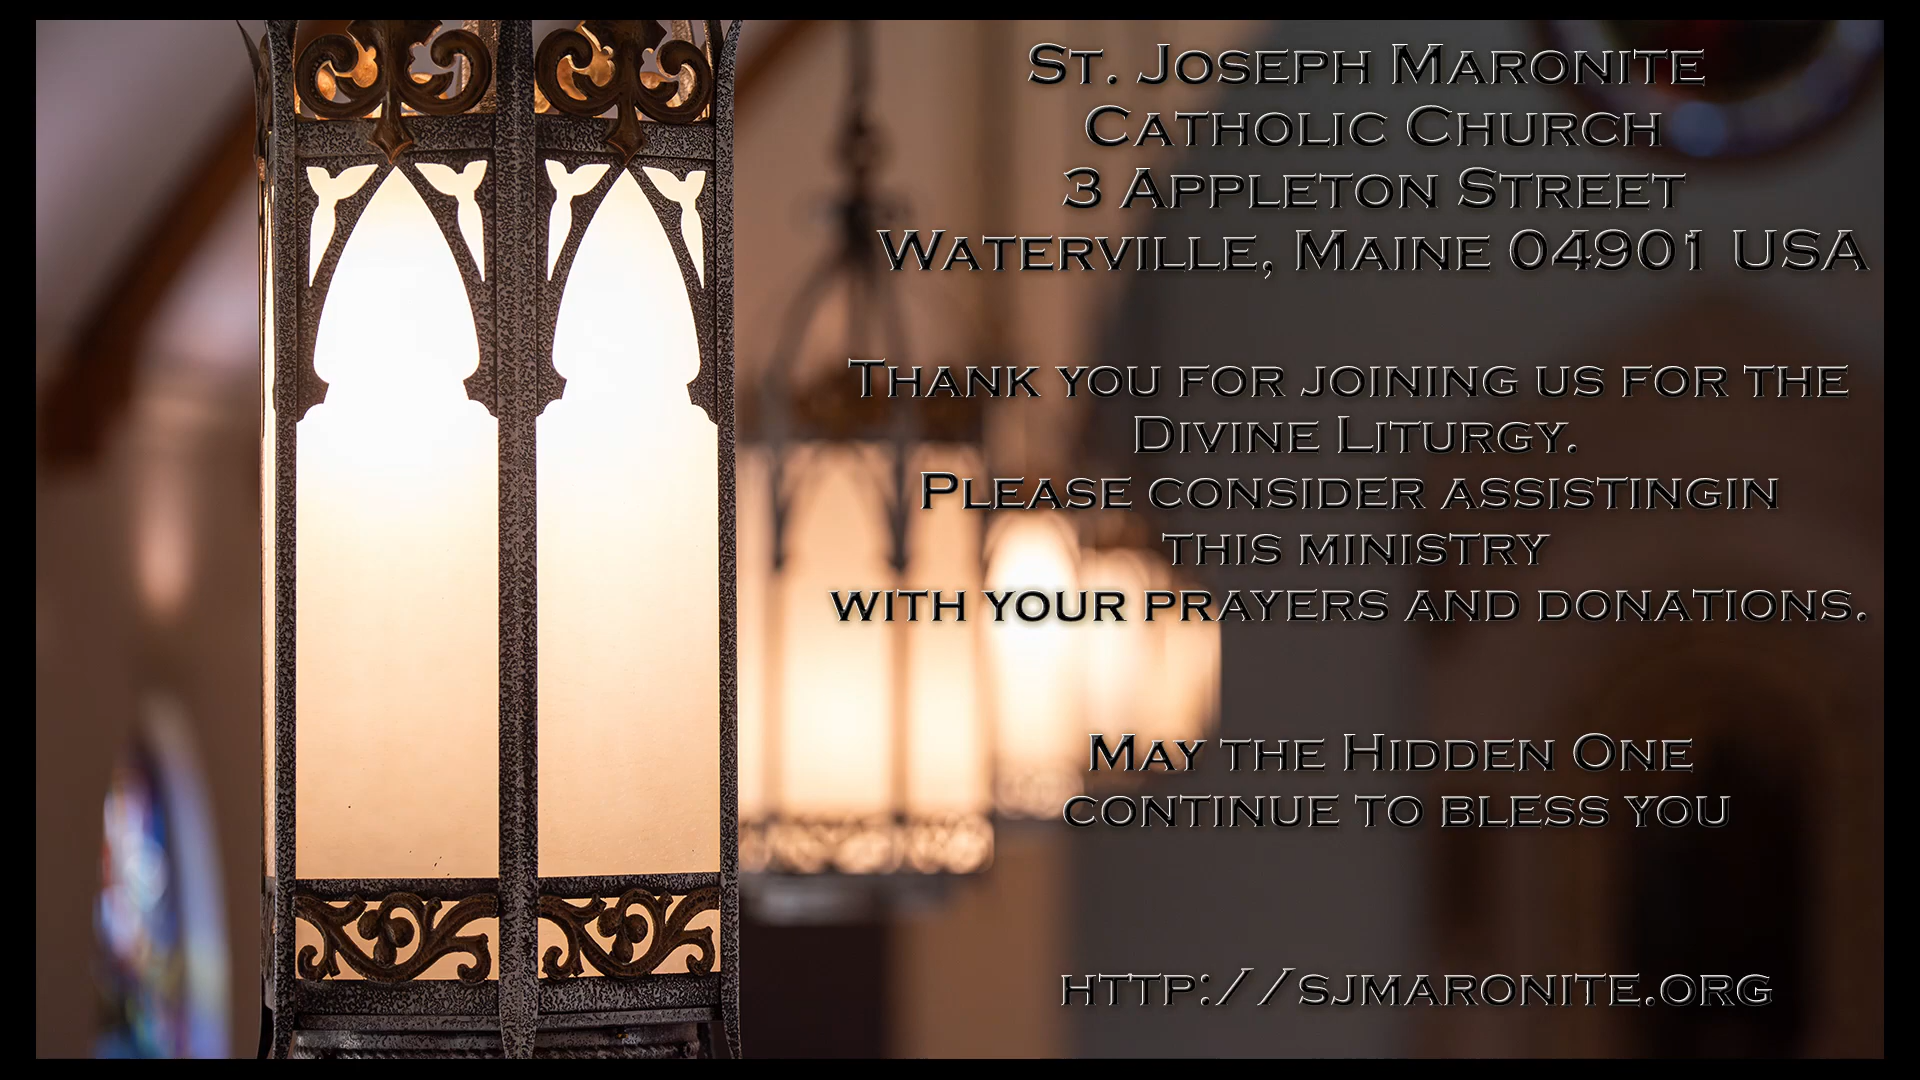 St. Joseph Maronite
Catholic Church
3 Appleton Street
Waterville, Maine 04901 USA
Thank you for joining us for the
Divine Liturgy.
Please consider assistingin
this ministry
with your prayers and donations.
May the Hidden One
continue to bless you
http://sjmaronite.org